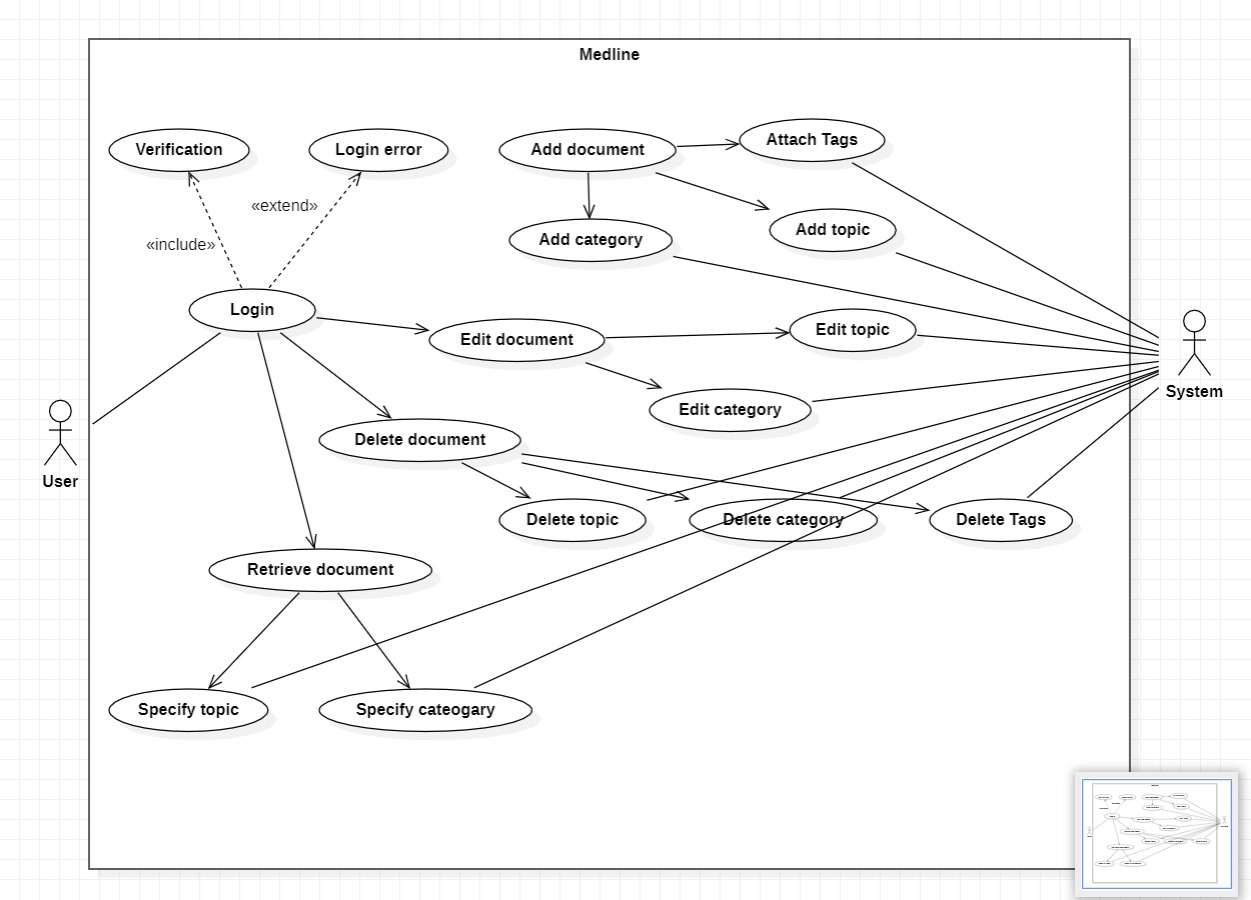 Medline
Verification
Login error
Add document
Attach Tags
«extend»
Add category
Add topic
«include»
Login
Edit document
Edit topic
System
Edit category
User
Delete document
Delete topic
Delete category
Delete Tags
Retrieve document
Specify topic
Specify cateogary